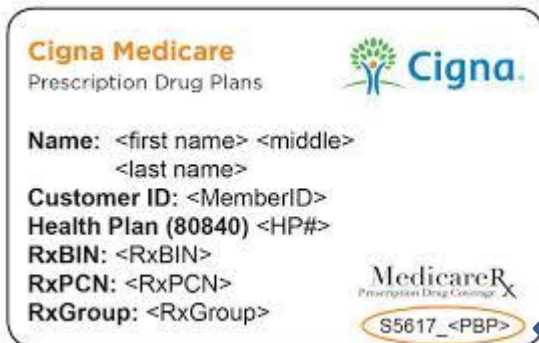 Cigna Medicare
Prescription Drug Plans
Cigna
Name: <first name> <middle>
<last name>
Customer ID: <MemberID>
Health Plan (80840) <HP#>
RxBIN: <RxBIN>
RxPCN: <RxPCN>
RxGroup: <RxGroup>
MedicareRx
Prescription Drug Coverage
S5617_<PBP>